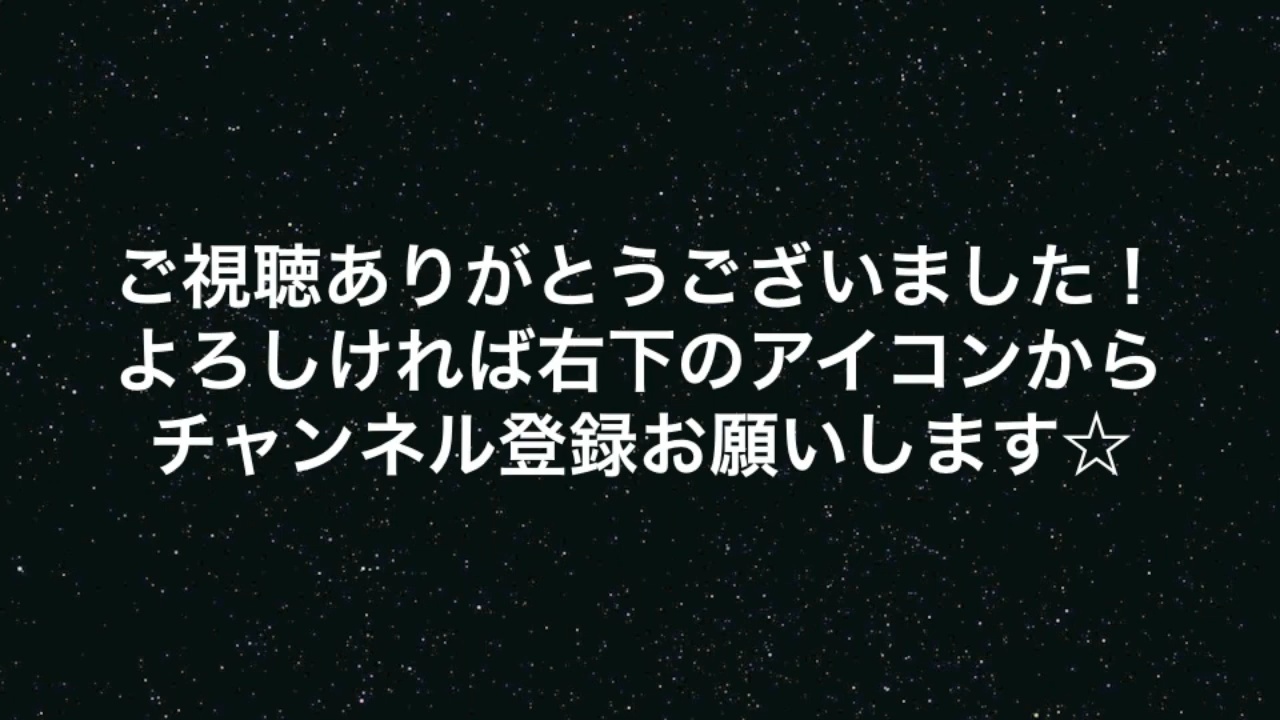 ご視聴ありがとうございました！
よろしければ右下のアイコンから
チャンネル登録お願いします☆